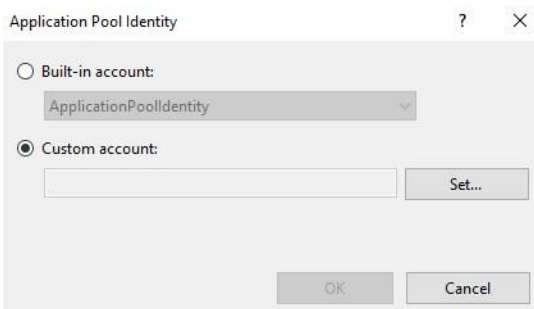 Application Pool Identity ? ×
Built-in account:
ApplicationPoolIdentity
Custom account:
Set...
OK Cancel